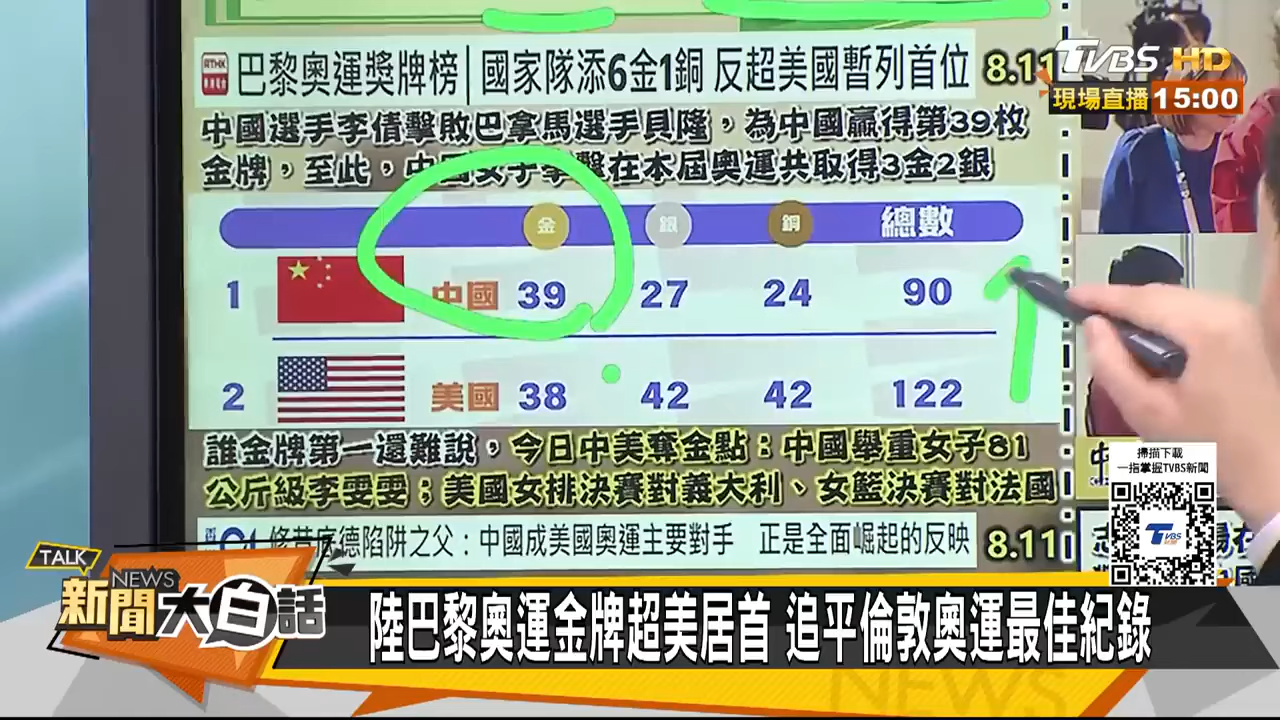 RTHK
巴黎奧運獎牌榜│國家隊添6金1銅 反超美國暫列首位
8.11
TVBS HD
現場直播 15:00
中國選手李倩擊敗巴拿馬選手貝隆，為中國贏得第39枚
金牌，至此，中國女子拳擊在本屆奧運共取得3金2銀
金 銀 銅 總數
1 中國 39 27 24 90
2 美國 38 42 42 122
誰金牌第一還難說，今日中美奪金點：中國舉重女子81
公斤級李雯雯；美國女排決賽對義大利、女籃決賽對法國
修昔底德陷阱之父：中國成美國奧運主要對手 正是全面崛起的反映
8.11
掃描下載
一指掌握TVBS新聞
TVBS
TALK
NEWS
新聞大白話
陸巴黎奧運金牌超美居首 追平倫敦奧運最佳紀錄
NEWS